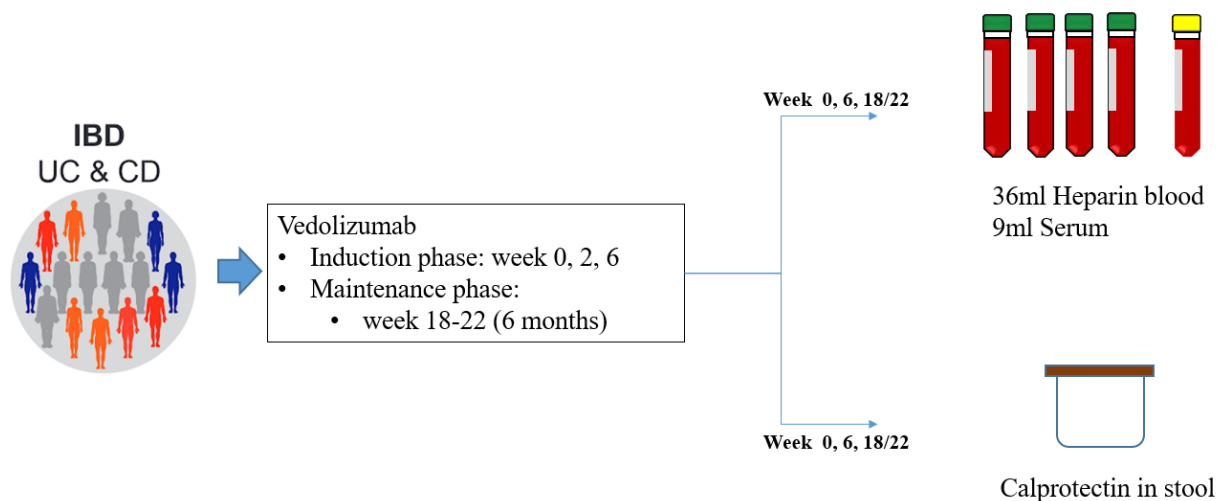 IBD
UC & CD
Vedolizumab
• Induction phase: week 0, 2, 6
• Maintenance phase:
• week 18-22 (6 months)
Week 0, 6, 18/22
36ml Heparin blood
9ml Serum
Week 0, 6, 18/22
Calprotectin in stool